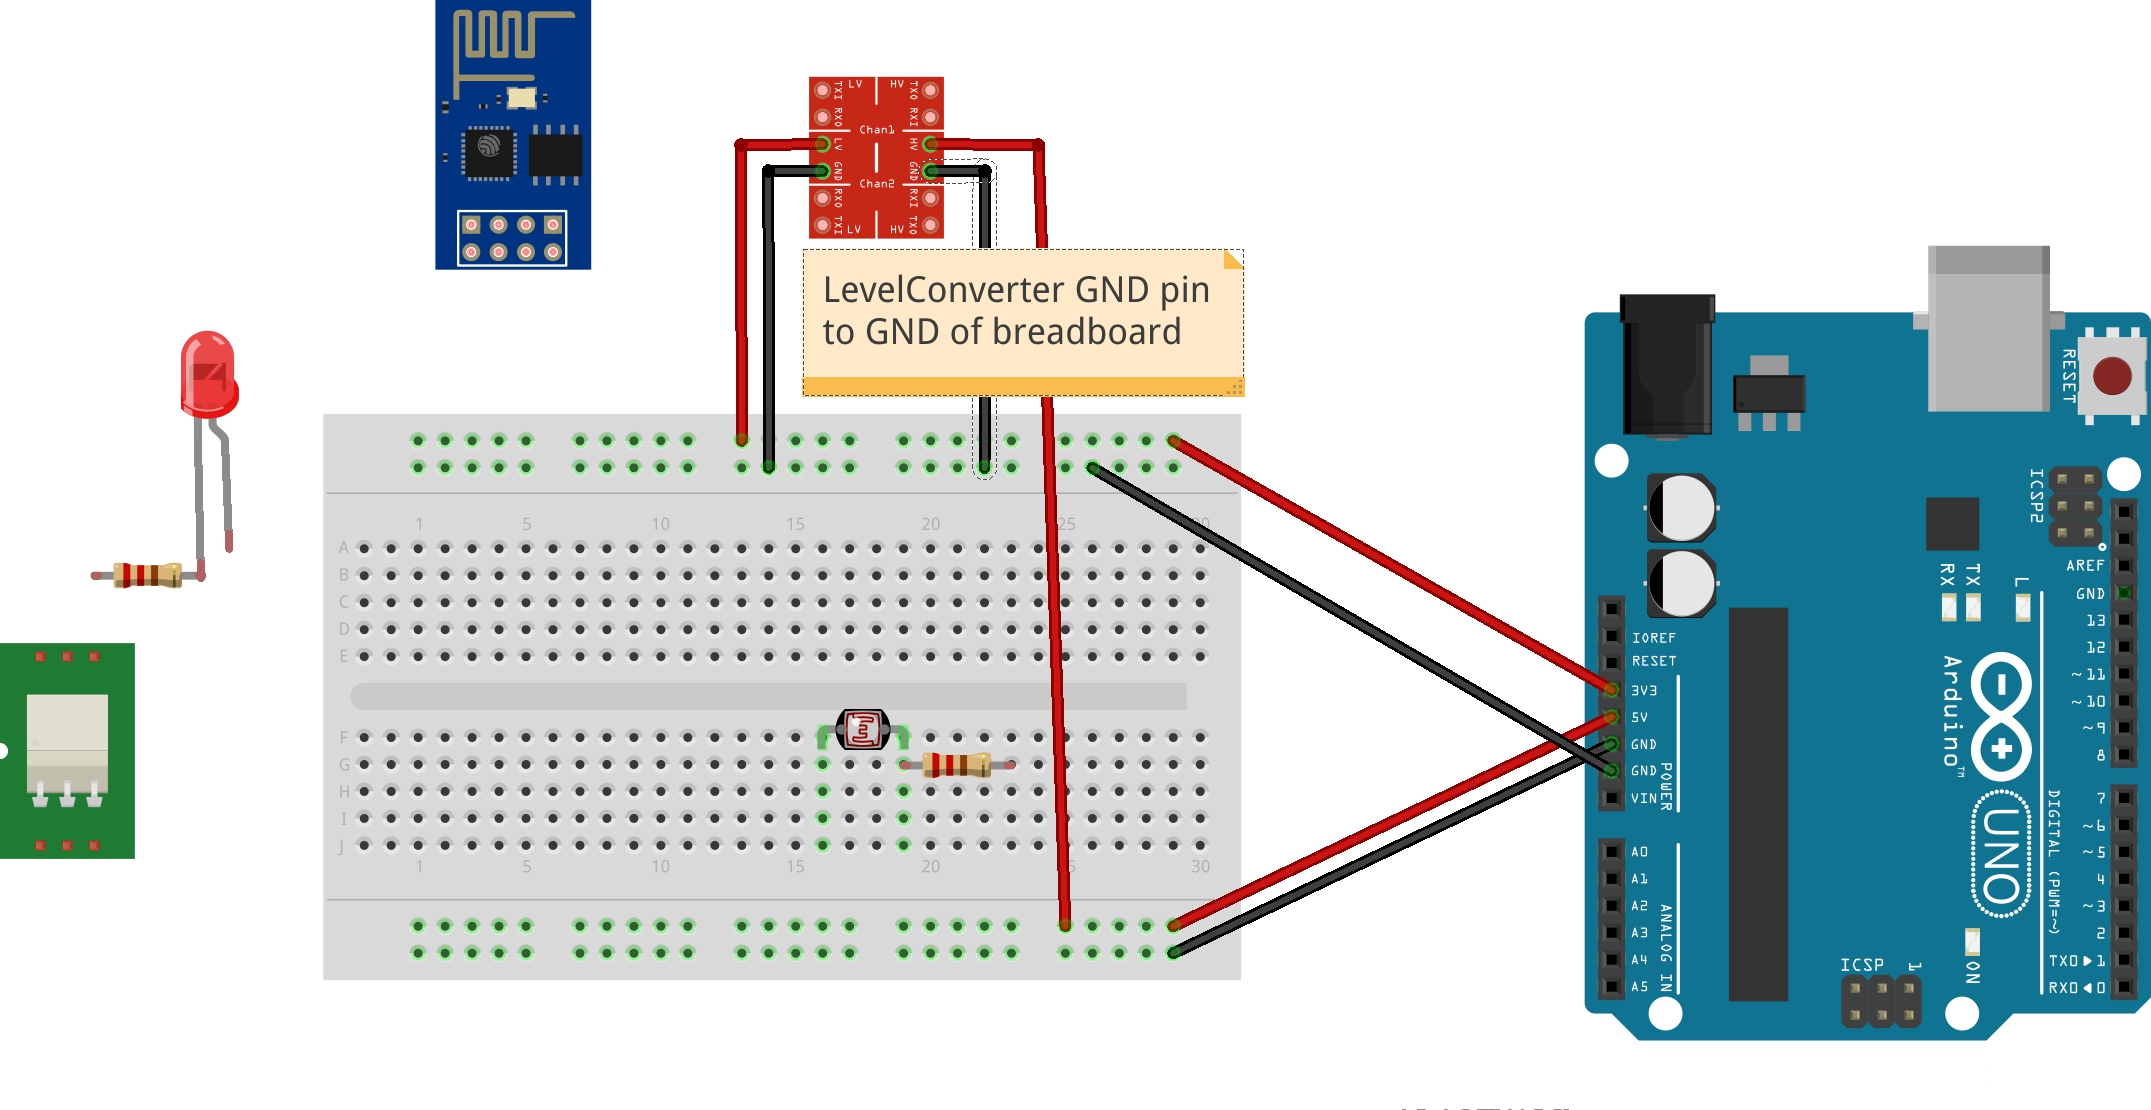 LV HV
TXI TXO
RXO RXI
Chan1
LV HV
GND GND
Chan2
RXO RXI
TXI TXO
LV HV
LevelConverter GND pin
to GND of breadboard
1 5 10 15 20 25 30
A
B
C
D
E
F
G
H
I
J
1 5 10 15 20 25 30
RESET
ICSP2
AREF
GND
RX TX L
13
12
~11
~10
~9
8
IOREF
RESET
3V3
5V
GND
GND
VIN
POWER
Arduino™
UNO
A0
A1
A2
A3
A4
A5
ANALOG IN
7
~6
~5
4
~3
2
TX0▶1
RX0◀0
DIGITAL (PWM=~)
ICSP 1
ON